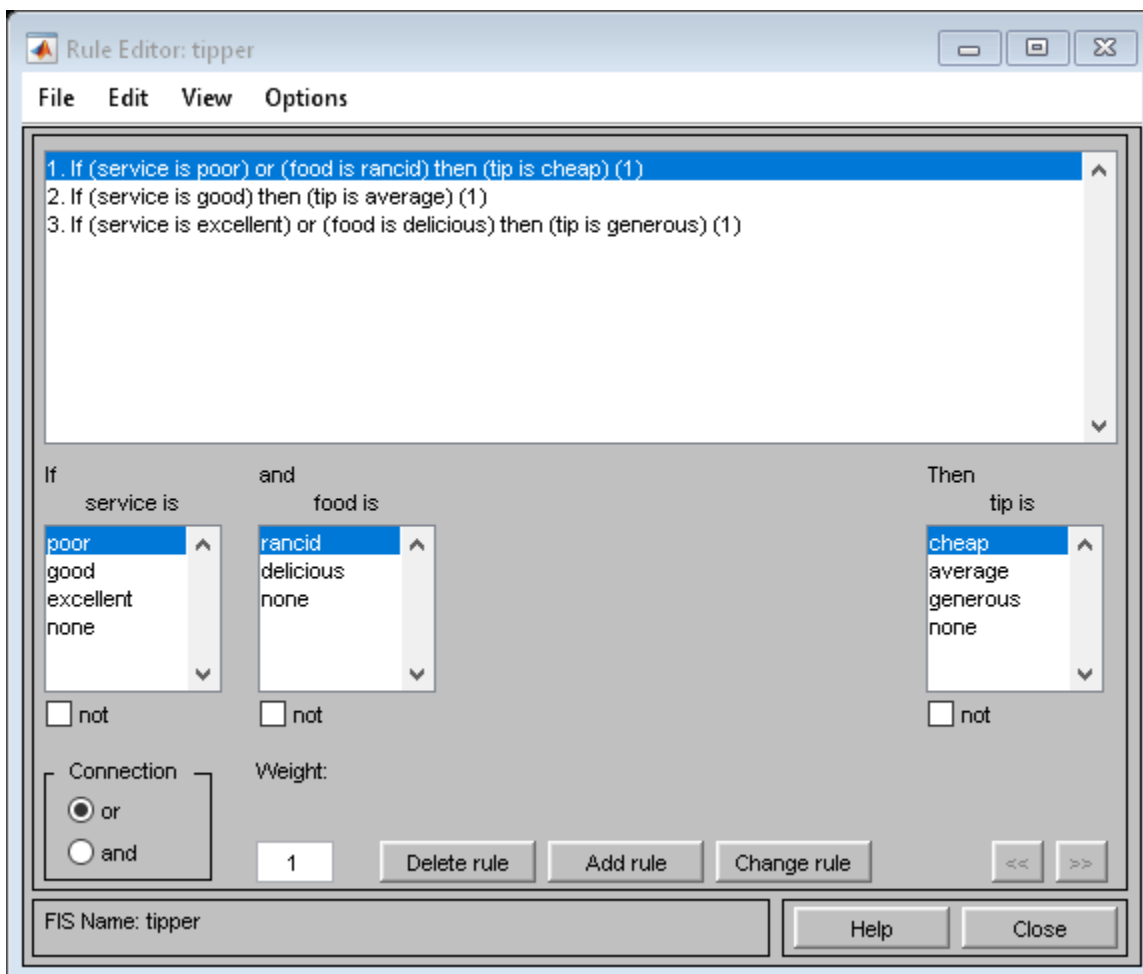 Rule Editor: tipper
File Edit View Options
1. If (service is poor) or (food is rancid) then (tip is cheap) (1)
2. If (service is good) then (tip is average) (1)
3. If (service is excellent) or (food is delicious) then (tip is generous) (1)
If and Then
service is food is tip is
poor rancid cheap
good delicious average
excellent none generous
none none
not not not
Connection Weight:
or
and 1 Delete rule Add rule Change rule << >>
FIS Name: tipper Help Close